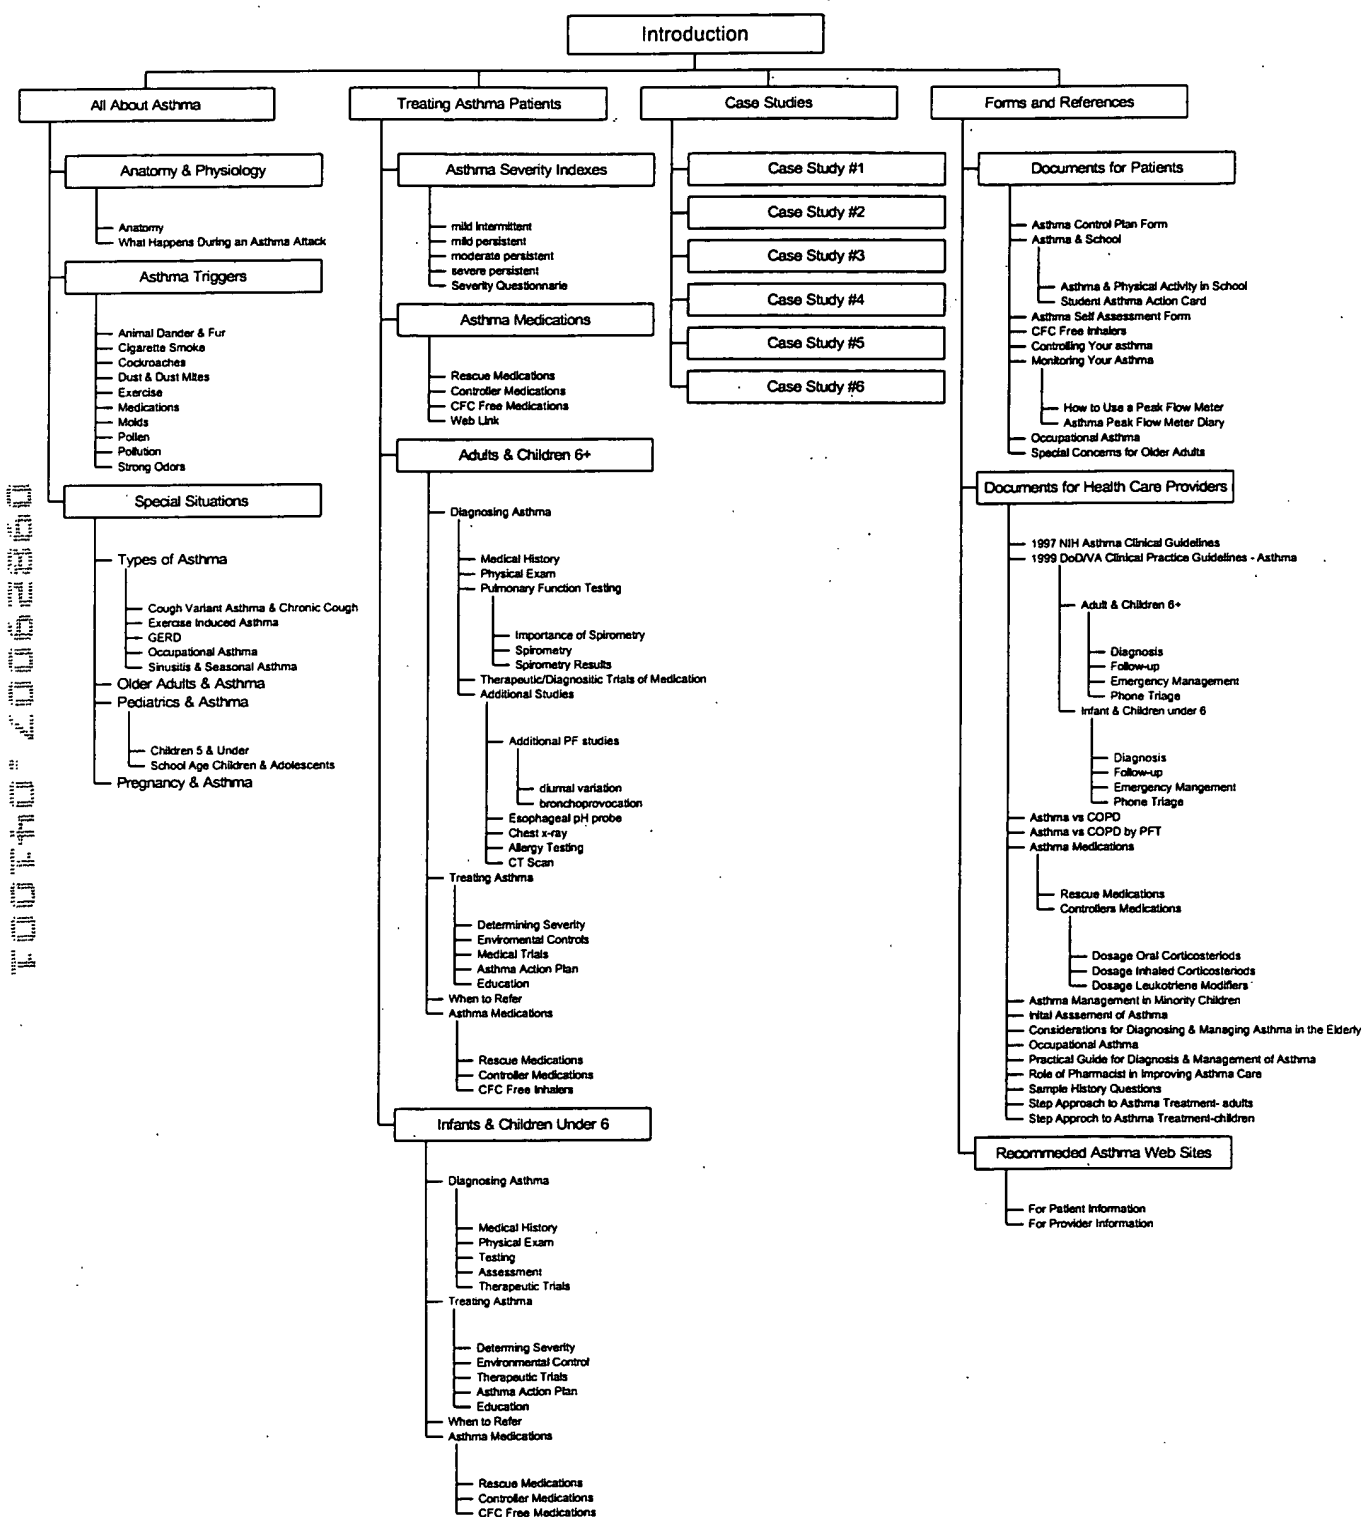 Introduction
All About Asthma
Anatomy & Physiology
Anatomy
What Happens During an Asthma Attack
Asthma Triggers
Animal Dander & Fur
Cigarette Smoke
Cockroaches
Dust & Dust Mites
Exercise
Medications
Molds
Pollen
Pollution
Strong Odors
Special Situations
Types of Asthma
Cough Variant Asthma & Chronic Cough
Exercise Induced Asthma
GERD
Occupational Asthma
Sinusitis & Seasonal Asthma
Older Adults & Asthma
Pediatrics & Asthma
Children 5 & Under
School Age Children & Adolescents
Pregnancy & Asthma
Treating Asthma Patients
Asthma Severity Indexes
mild Intermittent
mild persistent
moderate persistent
severe persistent
Severity Questionnarie
Asthma Medications
Rescue Medications
Controller Medications
CFC Free Medications
Web Link
Adults & Children 6+
Diagnosing Asthma
Medical History
Physical Exam
Pulmonary Function Testing
Importance of Spirometry
Spirometry
Spirometry Results
Therapeutic/Diagnositic Trials of Medication
Additional Studies
Additional PF studies
diurnal variation
bronchoprovocation
Esophageal pH probe
Chest x-ray
Allergy Testing
CT Scan
Treating Asthma
Determining Severity
Enviromental Controls
Medical Trials
Asthma Action Plan
Education
When to Refer
Asthma Medications
Rescue Medications
Controller Medications
CFC Free Inhalers
Infants & Children Under 6
Diagnosing Asthma
Medical History
Physical Exam
Testing
Assessment
Therapeutic Trials
Treating Asthma
Determing Severity
Environmental Control
Therapeutic Trials
Asthma Action Plan
Education
When to Refer
Asthma Medications
Rescue Medications
Controller Medications
CFC Free Medications
Case Studies
Case Study #1
Case Study #2
Case Study #3
Case Study #4
Case Study #5
Case Study #6
Forms and References
Documents for Patients
Asthma Control Plan Form
Asthma & School
Asthma & Physical Activity in School
Student Asthma Action Card
Asthma Self Assessment Form
CFC Free Inhalers
Controlling Your asthma
Monitoring Your Asthma
How to Use a Peak Flow Meter
Asthma Peak Flow Meter Diary
Occupational Asthma
Special Concerns for Older Adults
Documents for Health Care Providers
1997 NIH Asthma Clinical Guidelines
1999 DoD/VA Clinical Practice Guidelines - Asthma
Adult & Children 6+
Diagnosis
Follow-up
Emergency Management
Phone Triage
Infant & Children under 6
Diagnosis
Follow-up
Emergency Mangement
Phone Triage
Asthma vs COPD
Asthma vs COPD by PFT
Asthma Medications
Rescue Medications
Controllers Medications
Dosage Oral Corticosteriods
Dosage Inhaled Corticosteriods
Dosage Leukotriene Modifiers
Asthma Management in Minority Children
Inital Asssement of Asthma
Considerations for Diagnosing & Managing Asthma in the Elderly
Occupational Asthma
Practical Guide for Diagnosis & Management of Asthma
Role of Pharmacist in Improving Asthma Care
Sample History Questions
Step Approach to Asthma Treatment- adults
Step Approch to Asthma Treatment-children
Recommeded Asthma Web Sites
For Patient Information
For Provider Information
09829007 . 041001